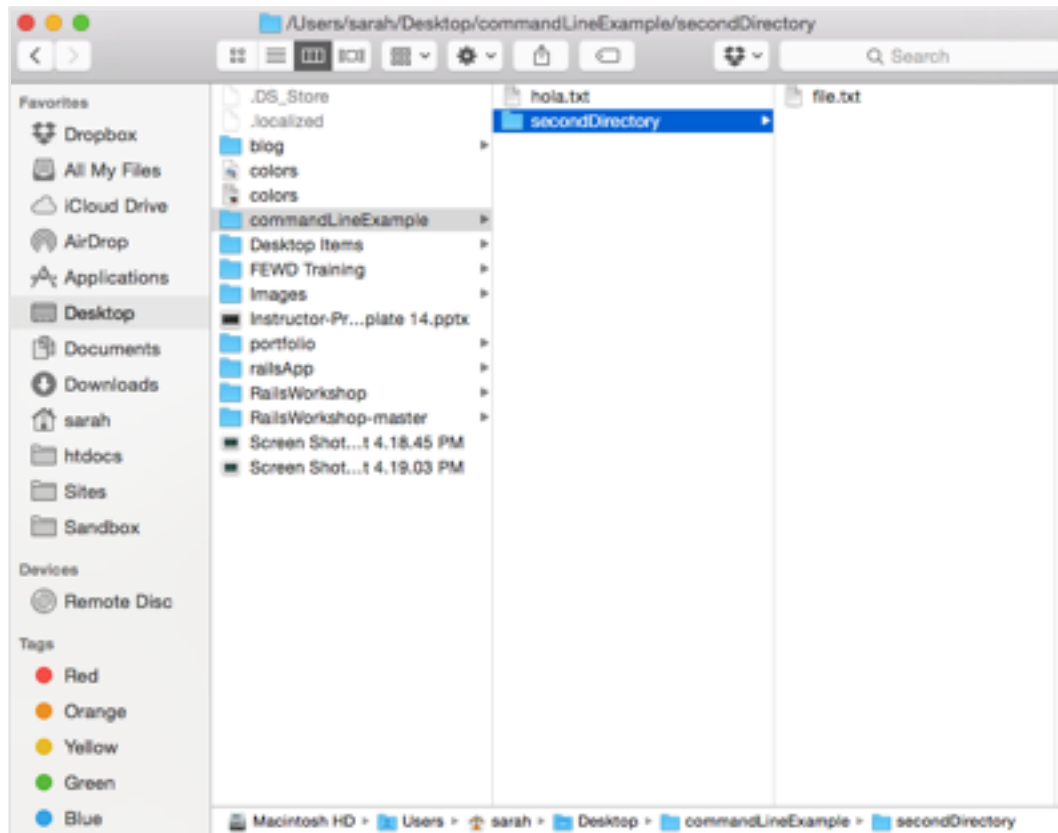 /Users/sarah/Desktop/commandLineExample/secondDirectory
Search
Favorites
Dropbox
All My Files
iCloud Drive
AirDrop
Applications
Desktop
Documents
Downloads
sarah
htdocs
Sites
Sandbox
Devices
Remote Disc
Tags
Red
Orange
Yellow
Green
Blue
.DS_Store
.localized
blog
colors
colors
commandLineExample
Desktop Items
FEWD Training
Images
Instructor-Pr...plate 14.pptx
portfolio
railsApp
RailsWorkshop
RailsWorkshop-master
Screen Shot...t 4.18.45 PM
Screen Shot...t 4.19.03 PM
hola.txt
secondDirectory
file.txt
Macintosh HD ▸ Users ▸ sarah ▸ Desktop ▸ commandLineExample ▸ secondDirectory